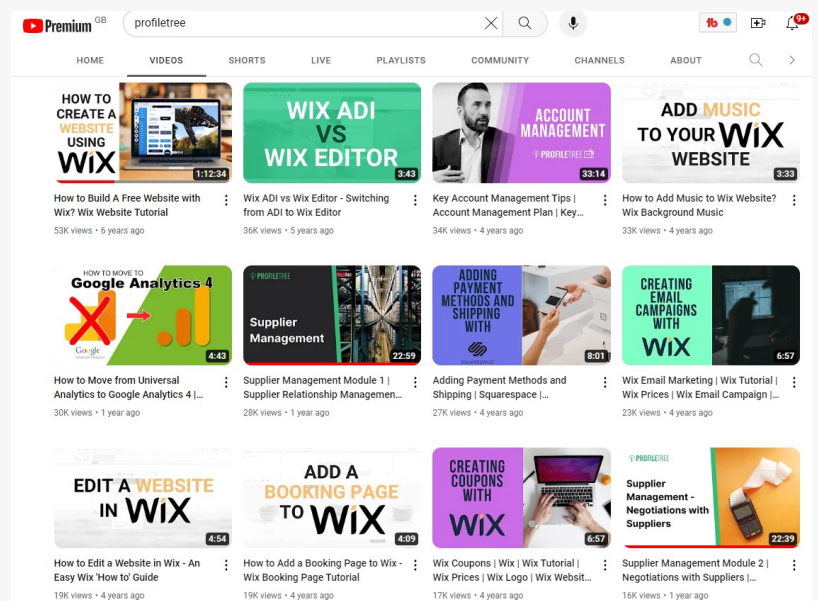 Premium GB
profiletree
tb
9+
HOME VIDEOS SHORTS LIVE PLAYLISTS COMMUNITY CHANNELS ABOUT
HOW TO
CREATE A
WEBSITE
USING
WiX
1:12:34
How to Build A Free Website with
Wix? Wix Website Tutorial
53K views • 6 years ago
WIX ADI
VS
WIX EDITOR
3:43
Wix ADI vs Wix Editor - Switching
from ADI to Wix Editor
36K views • 5 years ago
ACCOUNT
MANAGEMENT
PROFILETREE
33:14
Key Account Management Tips |
Account Management Plan | Key...
34K views • 4 years ago
ADD MUSIC
TO YOUR WiX
WEBSITE
3:33
How to Add Music to Wix Website?
Wix Background Music
33K views • 4 years ago
HOW TO MOVE TO
Google Analytics 4
Google
4:43
How to Move from Universal
Analytics to Google Analytics 4 |...
30K views • 1 year ago
PROFILETREE
Supplier
Management
22:59
Supplier Management Module 1 |
Supplier Relationship Managemen...
28K views • 1 year ago
ADDING
PAYMENT
METHODS AND
SHIPPING
WITH
SQUARESPACE
8:01
Adding Payment Methods and
Shipping | Squarespace |...
27K views • 4 years ago
CREATING
EMAIL
CAMPAIGNS
WITH
WiX
6:57
Wix Email Marketing | Wix Tutorial |
Wix Prices | Wix Email Campaign |...
23K views • 4 years ago
EDIT A WEBSITE
IN WiX
4:54
How to Edit a Website in Wix - An
Easy Wix 'How to' Guide
19K views • 4 years ago
ADD A
BOOKING PAGE
TO WiX
4:09
How to Add a Booking Page to Wix -
Wix Booking Page Tutorial
19K views • 4 years ago
CREATING
COUPONS
WITH
WiX
6:57
Wix Coupons | Wix | Wix Tutorial |
Wix Prices | Wix Logo | Wix Websit...
17K views • 4 years ago
PROFILETREE
Supplier
Management -
Negotiations with
Suppliers
22:39
Supplier Management Module 2 |
Negotiations with Suppliers |...
16K views • 1 year ago